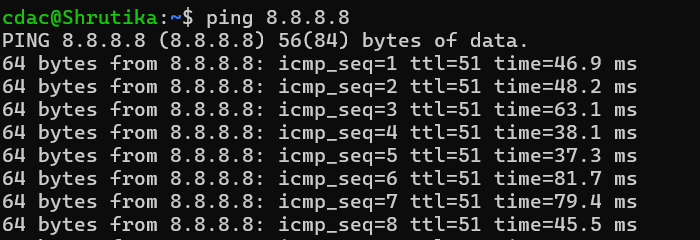 cdac@Shrutika:~$ ping 8.8.8.8
PING 8.8.8.8 (8.8.8.8) 56(84) bytes of data.
64 bytes from 8.8.8.8: icmp_seq=1 ttl=51 time=46.9 ms
64 bytes from 8.8.8.8: icmp_seq=2 ttl=51 time=48.2 ms
64 bytes from 8.8.8.8: icmp_seq=3 ttl=51 time=63.1 ms
64 bytes from 8.8.8.8: icmp_seq=4 ttl=51 time=38.1 ms
64 bytes from 8.8.8.8: icmp_seq=5 ttl=51 time=37.3 ms
64 bytes from 8.8.8.8: icmp_seq=6 ttl=51 time=81.7 ms
64 bytes from 8.8.8.8: icmp_seq=7 ttl=51 time=79.4 ms
64 bytes from 8.8.8.8: icmp_seq=8 ttl=51 time=45.5 ms